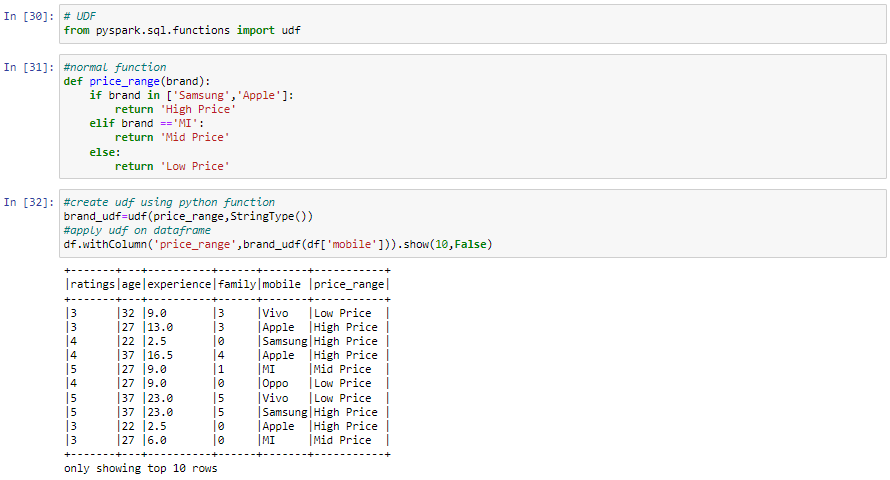 In [30]: # UDF
from pyspark.sql.functions import udf
In [31]: #normal function
def price_range(brand):
    if brand in ['Samsung','Apple']:
        return 'High Price'
    elif brand =='MI':
        return 'Mid Price'
    else:
        return 'Low Price'
In [32]: #create udf using python function
brand_udf=udf(price_range,StringType())
#apply udf on dataframe
df.withColumn('price_range',brand_udf(df['mobile'])).show(10,False)
+-------+---+----------+------+-------+-----------+
|ratings|age|experience|family|mobile |price_range|
+-------+---+----------+------+-------+-----------+
|3      |32 |9.0       |3     |Vivo   |Low Price  |
|3      |27 |13.0      |3     |Apple  |High Price |
|4      |22 |2.5       |0     |Samsung|High Price |
|4      |37 |16.5      |4     |Apple  |High Price |
|5      |27 |9.0       |1     |MI     |Mid Price  |
|4      |27 |9.0       |0     |Oppo   |Low Price  |
|5      |37 |23.0      |5     |Vivo   |Low Price  |
|5      |37 |23.0      |5     |Samsung|High Price |
|3      |22 |2.5       |0     |Apple  |High Price |
|3      |27 |6.0       |0     |MI     |Mid Price  |
+-------+---+----------+------+-------+-----------+
only showing top 10 rows